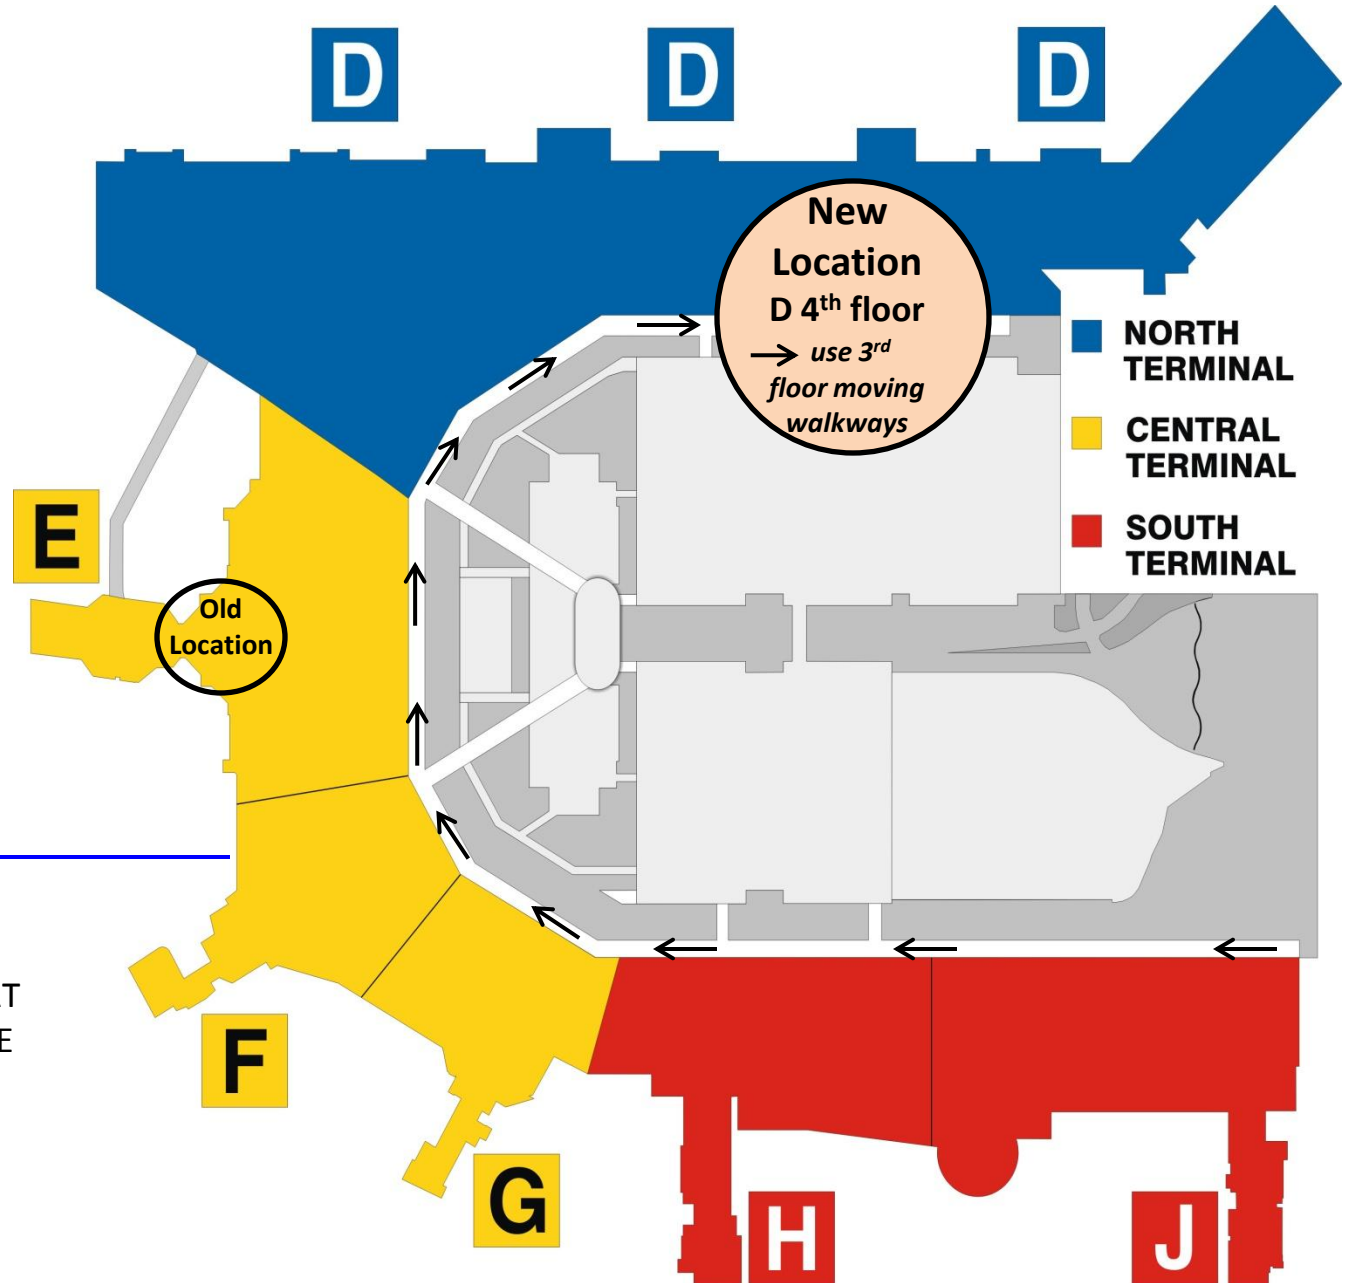 D
D
D
New
Location
D 4th floor
→ use 3rd
floor moving
walkways
NORTH
TERMINAL
CENTRAL
TERMINAL
SOUTH
TERMINAL
E
Old
Location
F
G
H
J